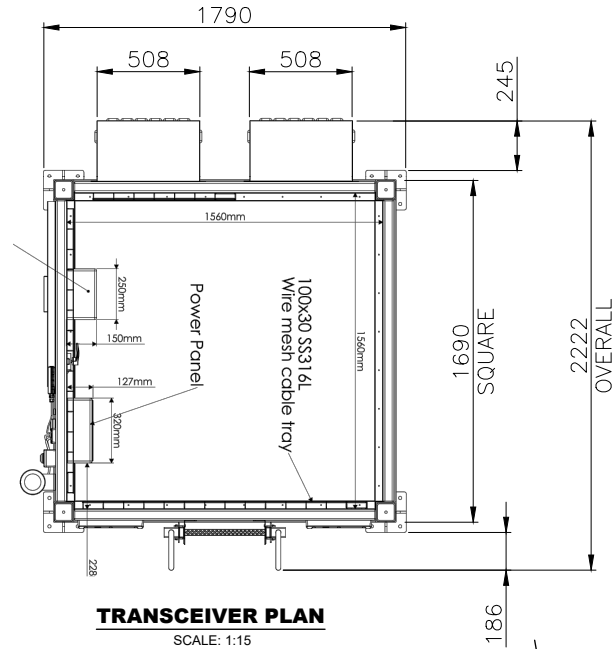 1790
508
508
245
1560mm
250mm
150mm
Power Panel
100x30 SS316L
Wire mesh cable tray
1560mm
1690
SQUARE
2222
OVERALL
127mm
320mm
228
186
TRANSCEIVER PLAN
SCALE: 1:15